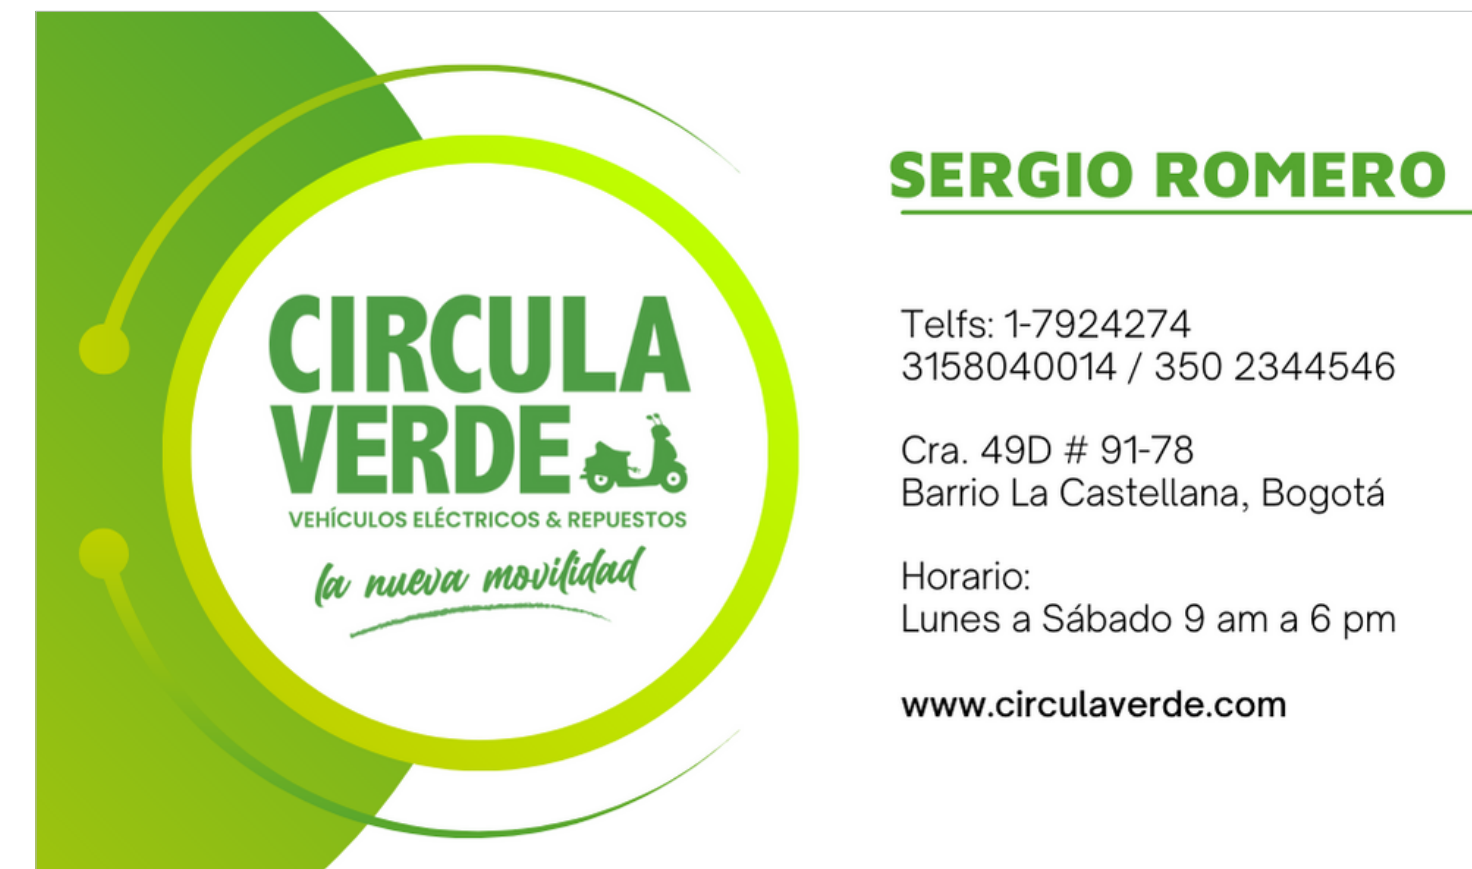 CIRCULA
VERDE
VEHÍCULOS ELÉCTRICOS & REPUESTOS
la nueva movilidad
SERGIO ROMERO
Telfs: 1-7924274
3158040014 / 350 2344546
Cra. 49D # 91-78
Barrio La Castellana, Bogotá
Horario:
Lunes a Sábado 9 am a 6 pm
www.circulaverde.com